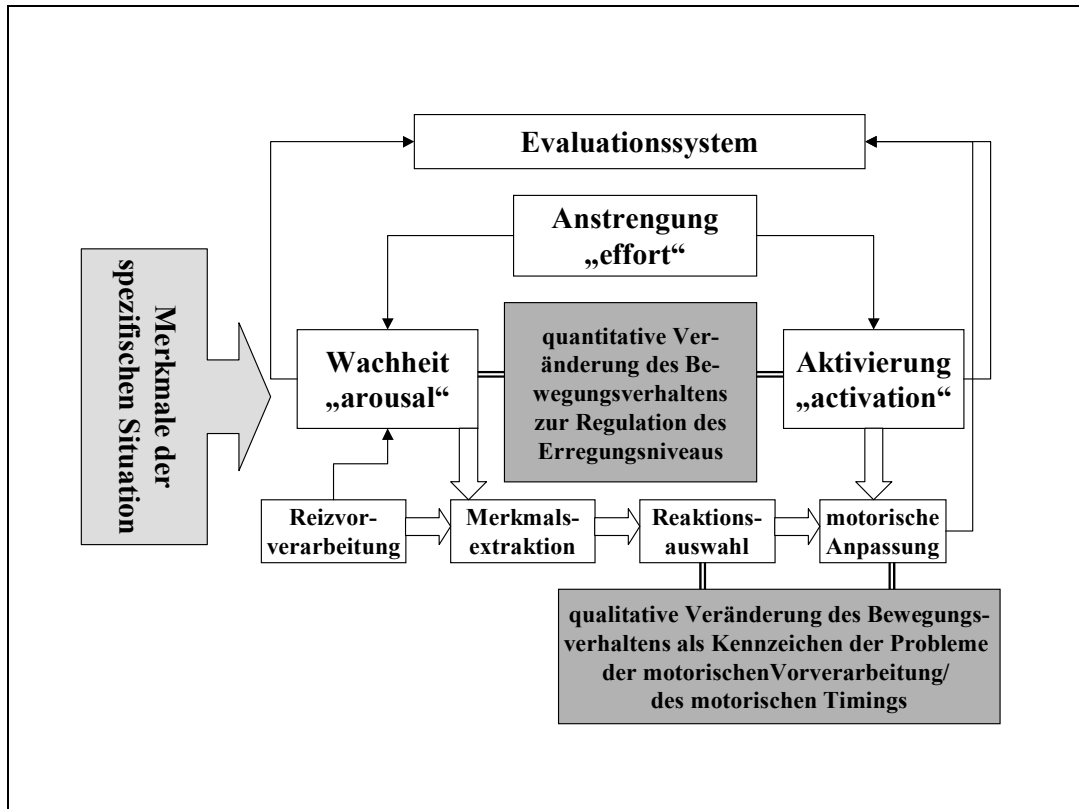 Evaluationssystem
Anstrengung
„effort“
Merkmale der
spezifischen Situation
Wachheit
„arousal“
quantitative Ver-
änderung des Be-
wegungsverhaltens
zur Regulation des
Erregungsniveaus
Aktivierung
„activation“
Reizvor-
verarbeitung
Merkmals-
extraktion
Reaktions-
auswahl
motorische
Anpassung
qualitative Veränderung des Bewegungs-
verhaltens als Kennzeichen der Probleme
der motorischenVorverarbeitung/
des motorischen Timings